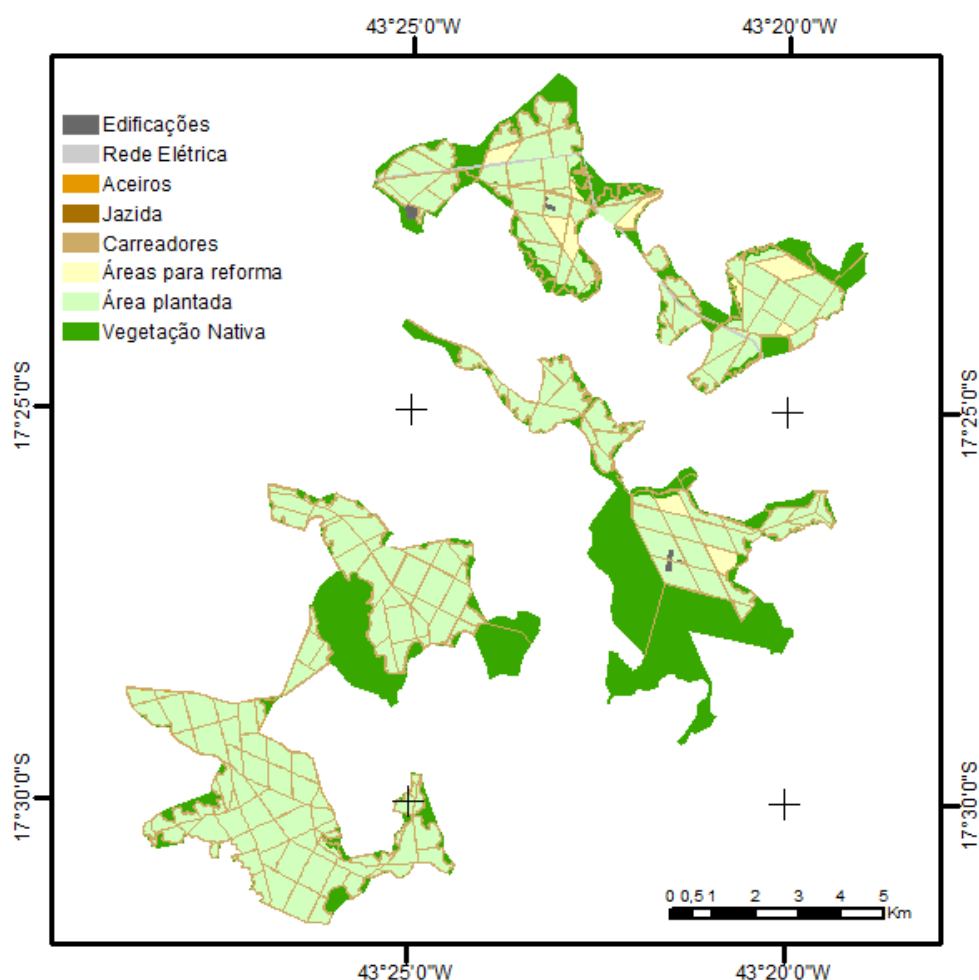 43°25'0"W 43°20'0"W
Edificações
Rede Elétrica
Aceiros
Jazida
Carreadores
Áreas para reforma
Área plantada
Vegetação Nativa
17°25'0"S 17°25'0"S
17°30'0"S 17°30'0"S
0 0,5 1 2 3 4 5
Km
43°25'0"W 43°20'0"W